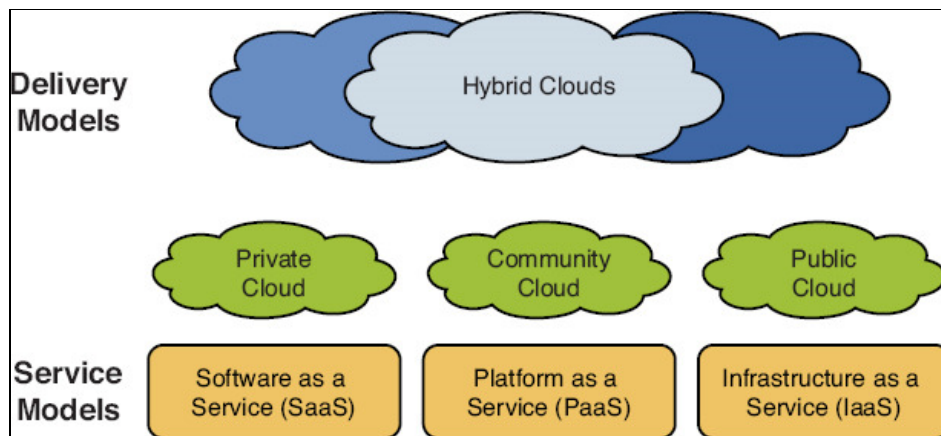 Delivery
Models
Hybrid Clouds
Private
Cloud
Community
Cloud
Public
Cloud
Service
Models
Software as a
Service (SaaS)
Platform as a
Service (PaaS)
Infrastructure as a
Service (IaaS)